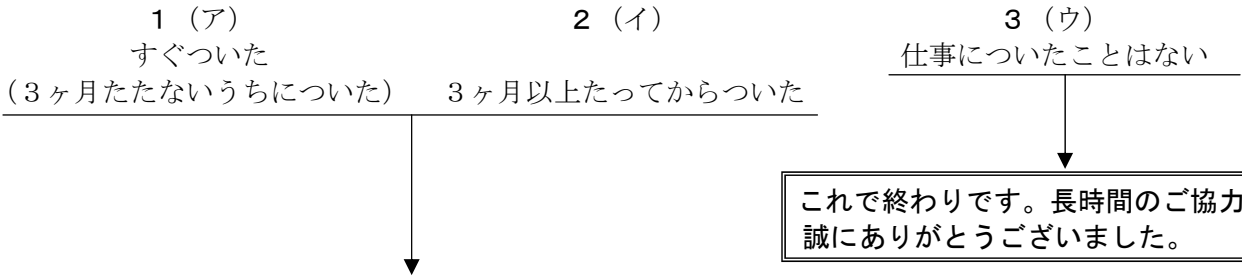 1 （ア）
2 （イ）
3 （ウ）
すぐついた
仕事についたことはない
（３ヶ月たたないうちについた）
３ヶ月以上たってからついた
これで終わりです。長時間のご協力
誠にありがとうございました。